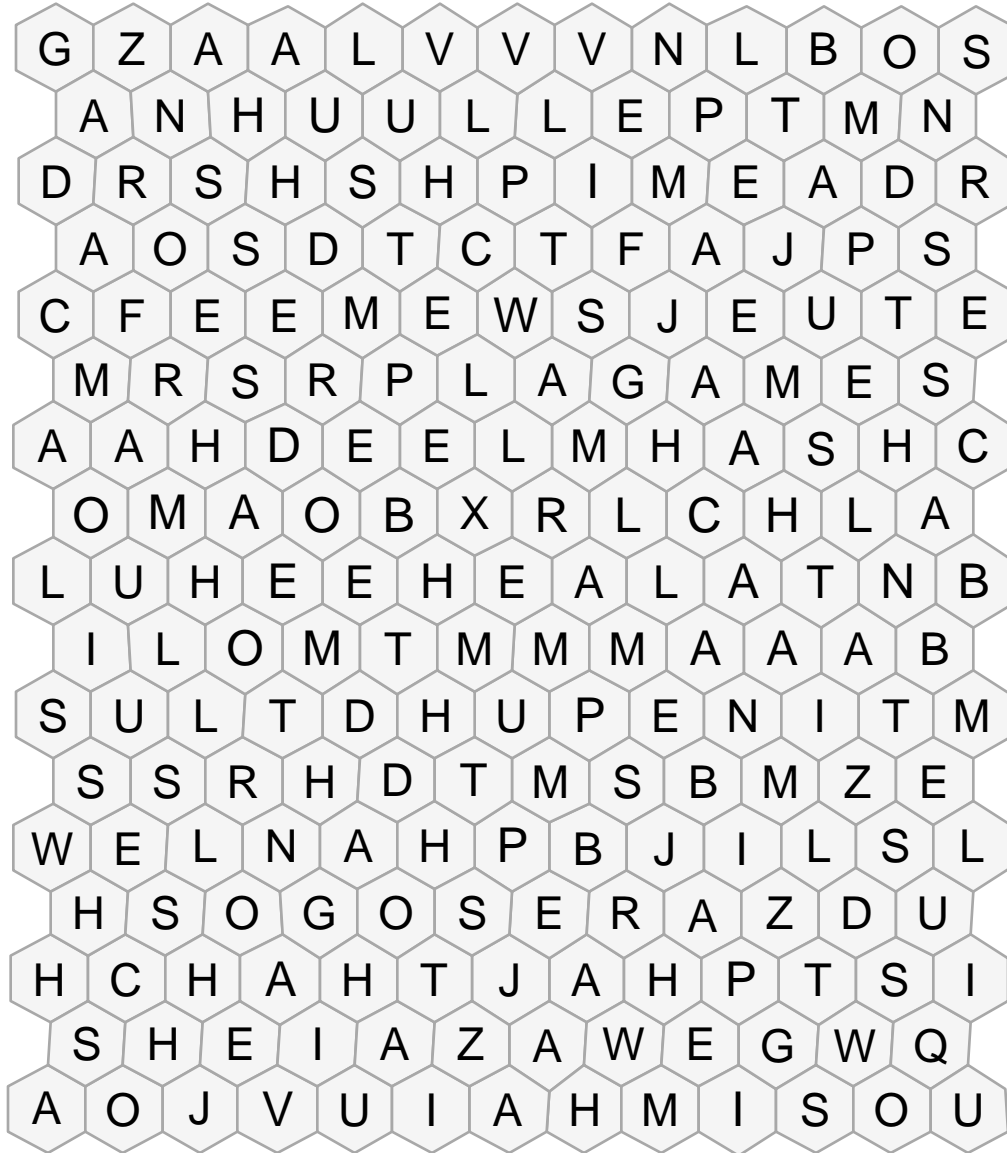 G Z A A L V V V N L B O S
A N H U U L L E P T M N
D R S H S H P I M E A D R
A O S D T C T F A J P S
C F E E M E W S J E U T E
M R S R P L A G A M E S
A A H D E E L M H A S H C
O M A O B X R L C H L A
L U H E E H E A L A T N B
I L O M T M M M A A A B
S U L T D H U P E N I T M
S S R H D T M S B M Z E
W E L N A H P B J I L S L
H S O G O S E R A Z D U
H C H A H T J A H P T S I
S H E I A Z A W E G W Q
A O J V U I A H M I S O U